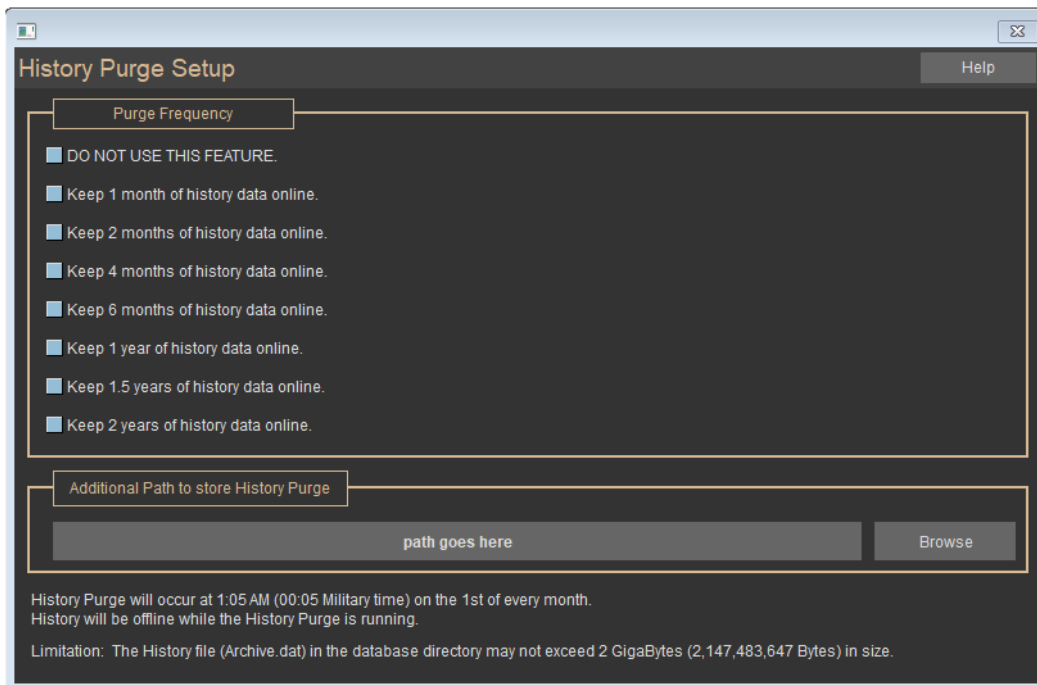 History Purge Setup
Help
Purge Frequency
DO NOT USE THIS FEATURE.
Keep 1 month of history data online.
Keep 2 months of history data online.
Keep 4 months of history data online.
Keep 6 months of history data online.
Keep 1 year of history data online.
Keep 1.5 years of history data online.
Keep 2 years of history data online.
Additional Path to store History Purge
path goes here
Browse
History Purge will occur at 1:05 AM (00:05 Military time) on the 1st of every month.
History will be offline while the History Purge is running.
Limitation:  The History file (Archive.dat) in the database directory may not exceed 2 GigaBytes (2,147,483,647 Bytes) in size.